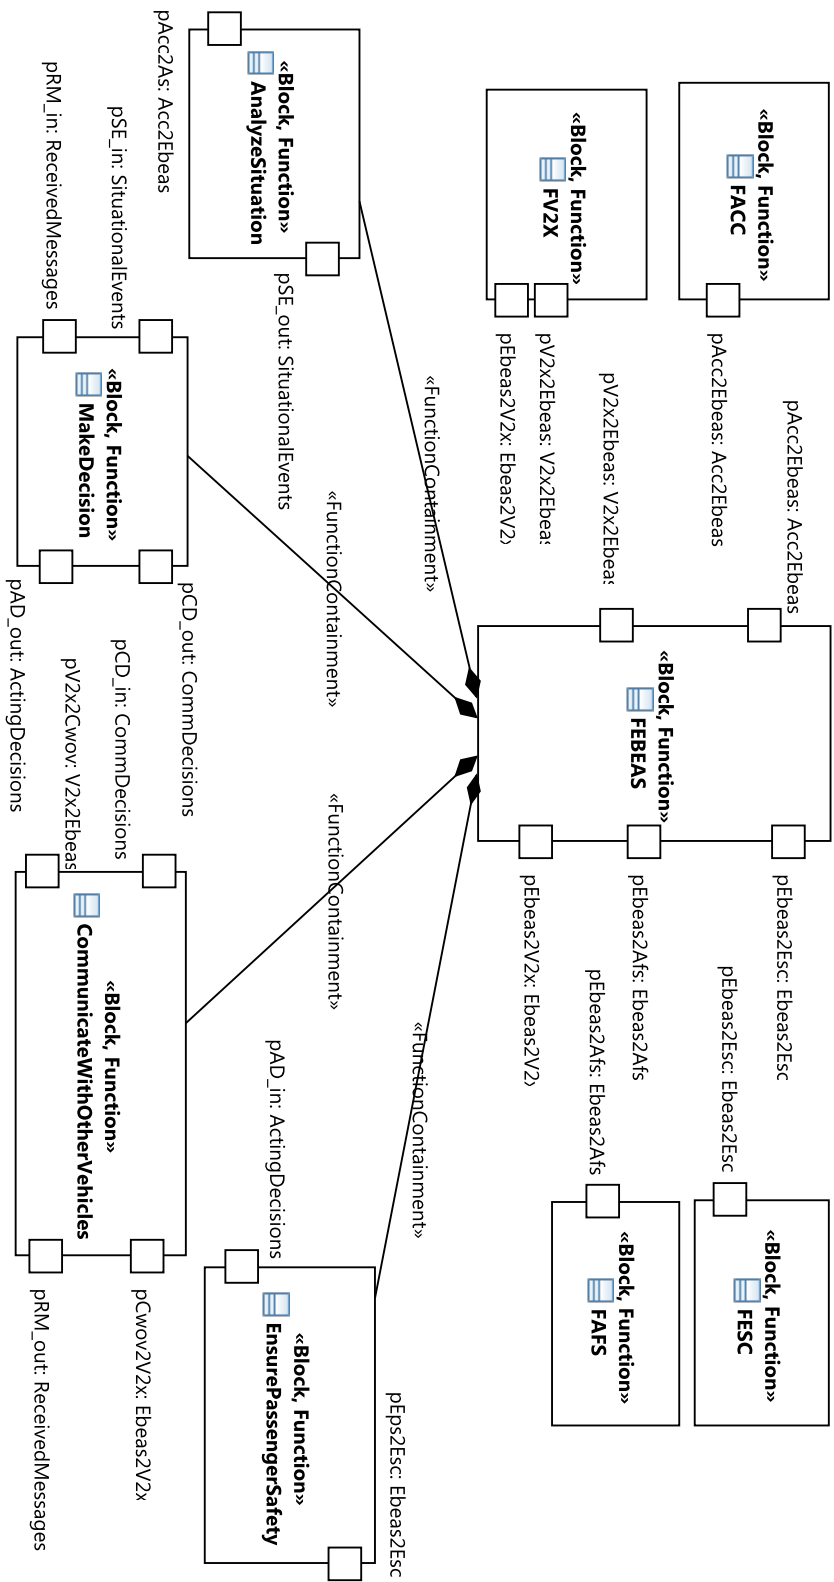 «Block, Function»
FACC
pAcc2Ebeas: Acc2Ebeas
pAcc2Ebeas: Acc2Ebeas
«Block, Function»
FV2X
pV2x2Ebeas: V2x2Ebeas
pV2x2Ebeas: V2x2Ebeas
pEbeas2V2x: Ebeas2V2x
«Block, Function»
FEBEAS
pEbeas2Esc: Ebeas2Esc
pEbeas2Esc: Ebeas2Esc
pEbeas2Afs: Ebeas2Afs
pEbeas2Afs: Ebeas2Afs
pEbeas2V2x: Ebeas2V2x
«Block, Function»
FESC
«Block, Function»
FAFS
«FunctionContainment»
«FunctionContainment»
«FunctionContainment»
«FunctionContainment»
«Block, Function»
AnalyzeSituation
pAcc2As: Acc2Ebeas
pSE_out: SituationalEvents
pSE_in: SituationalEvents
pRM_in: ReceivedMessages
«Block, Function»
MakeDecision
pCD_out: CommDecisions
pAD_out: ActingDecisions
pCD_in: CommDecisions
pV2x2Cwov: V2x2Ebeas
«Block, Function»
CommunicateWithOtherVehicles
pCwov2V2x: Ebeas2V2x
pRM_out: ReceivedMessages
pAD_in: ActingDecisions
«Block, Function»
EnsurePassengerSafety
pEps2Esc: Ebeas2Esc